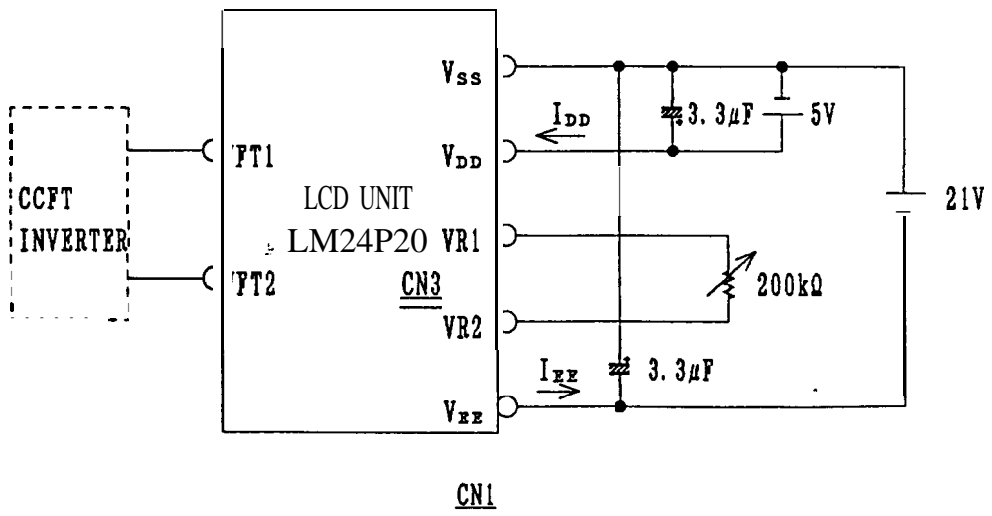 VSS
IDD
3.3μF
5V
VDD
FT1
CCFT
INVERTER
LCD UNIT
LM24P20
VR1
21V
FT2
CN3
200kΩ
VR2
IEE
3.3μF
VEE
CN1